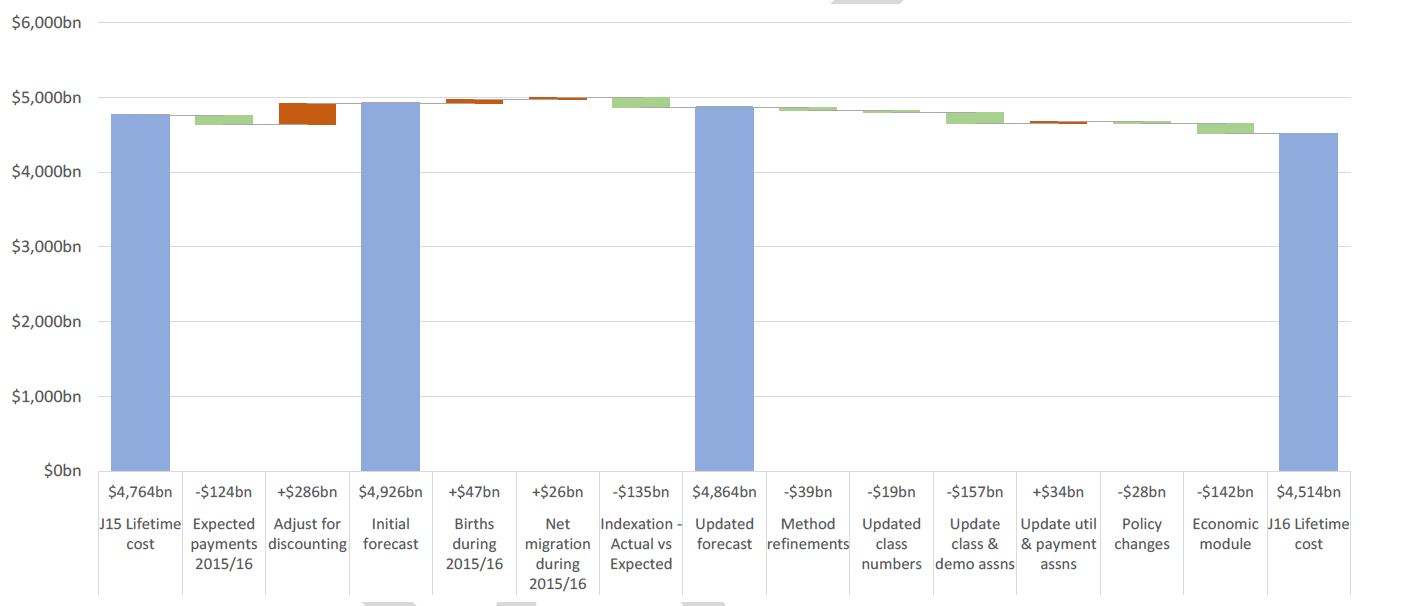 $6,000bn
$5,000bn
$4,000bn
$3,000bn
$2,000bn
$1,000bn
$0bn
$4,764bn -$124bn +$286bn $4,926bn +$47bn +$26bn -$135bn $4,864bn -$39bn -$19bn -$157bn +$34bn -$28bn -$142bn $4,514bn
J15 Lifetime Expected Adjust for Initial Births Net Indexation - Updated Method Updated Update Update util Policy Economic J16 Lifetime
cost payments discounting forecast during migration Actual vs forecast refinements class class & & payment changes module cost
2015/16 2015/16 during Expected numbers demo assns assns
2015/16